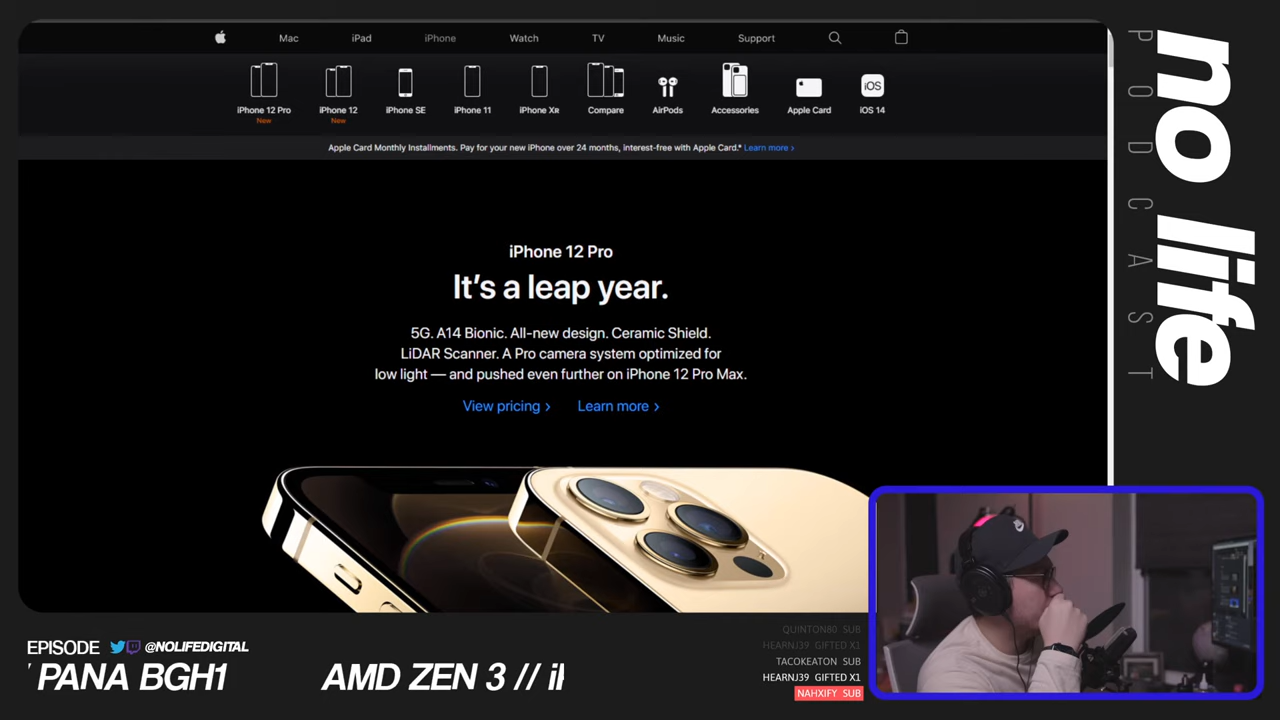 Mac iPad iPhone Watch TV Music Support
iPhone 12 Pro
New
iPhone 12
New
iPhone SE
iPhone 11
iPhone XR
Compare
AirPods
Accessories
Apple Card
iOS
iOS 14
Apple Card Monthly Installments. Pay for your new iPhone over 24 months, interest-free with Apple Card.* Learn more >
iPhone 12 Pro
It's a leap year.
5G. A14 Bionic. All-new design. Ceramic Shield.
LiDAR Scanner. A Pro camera system optimized for
low light — and pushed even further on iPhone 12 Pro Max.
View pricing > Learn more >
no life
PODCAST
EPISODE @NOLIFEDIGITAL
PANA BGH1 AMD ZEN 3 //
QUINTON80 SUB
HEARNJ39 GIFTED X1
TACOKEATON SUB
HEARNJ39 GIFTED X1
NAHXIFY SUB